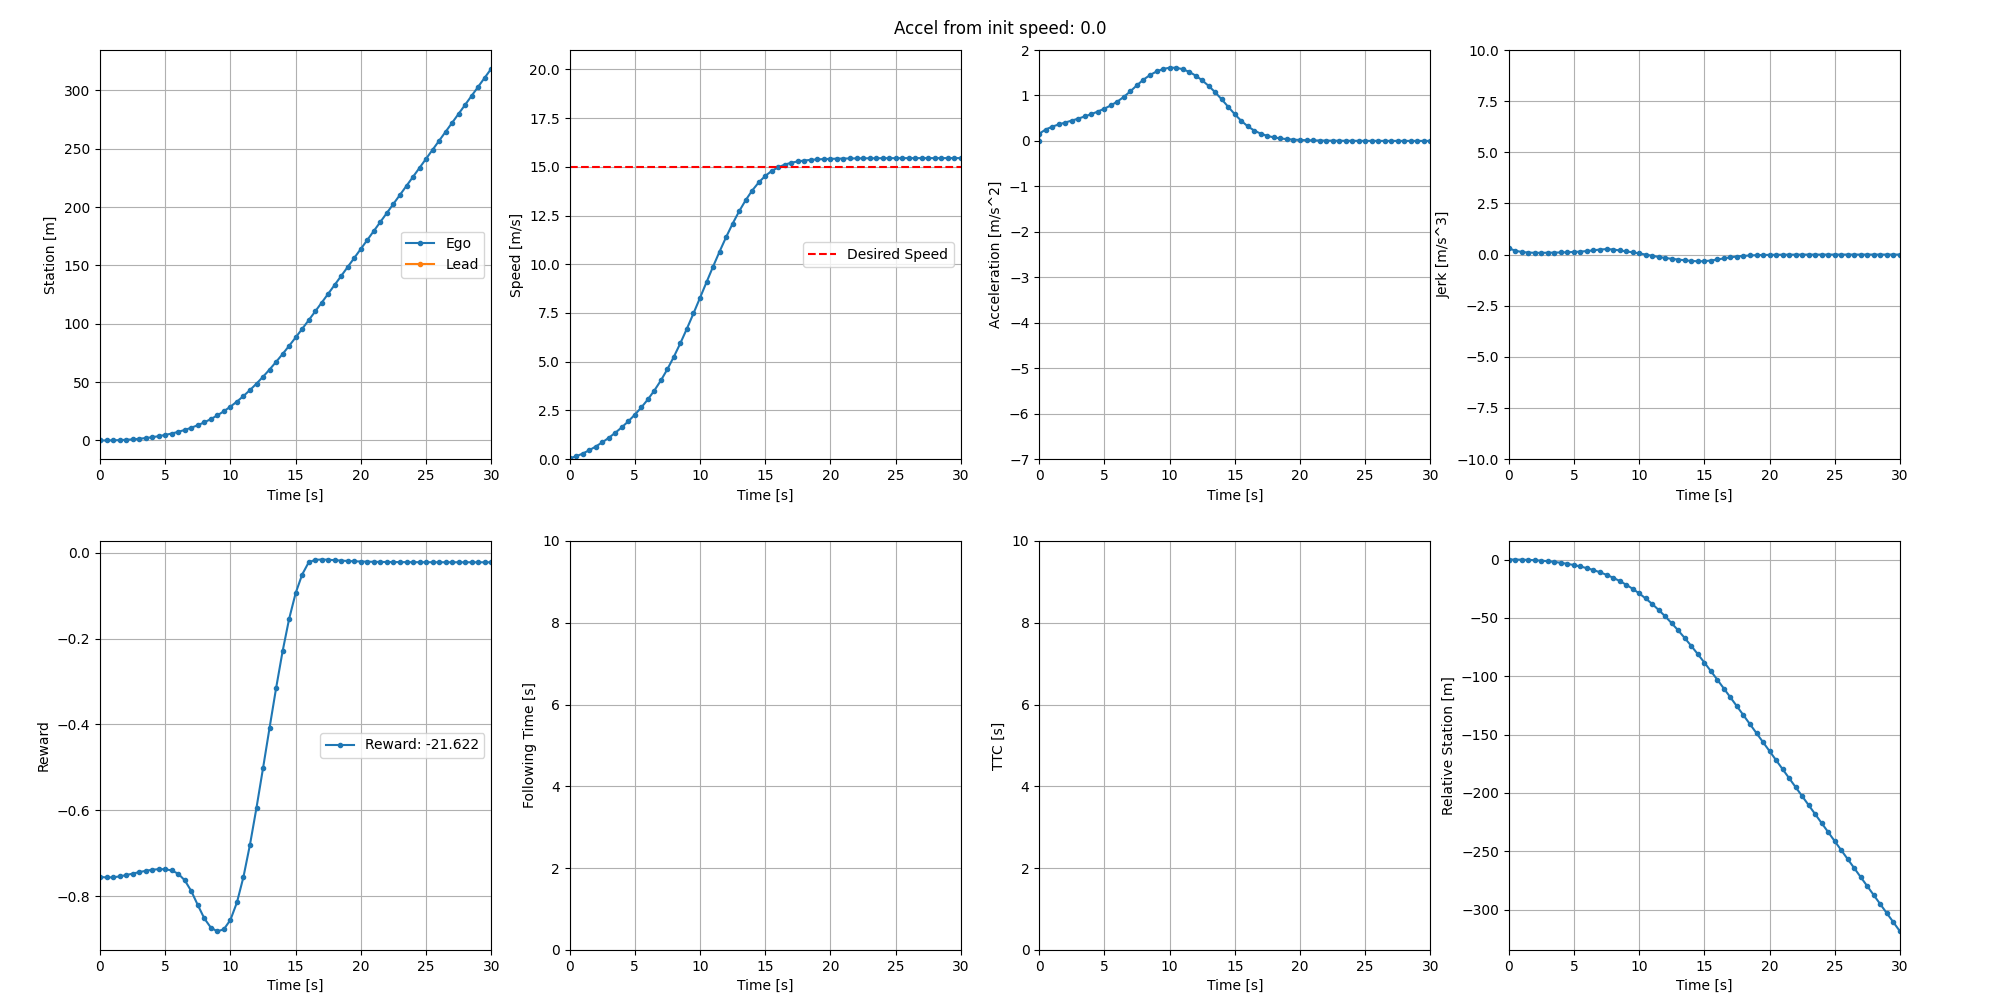 Accel from init speed: 0.0
Station [m]
300
250
200
150
100
50
0
0 5 10 15 20 25 30
Time [s]
Ego
Lead
Speed [m/s]
20.0
17.5
15.0
12.5
10.0
7.5
5.0
2.5
0.0
0 5 10 15 20 25 30
Time [s]
Desired Speed
Acceleration [m/s^2]
2
1
0
−1
−2
−3
−4
−5
−6
−7
0 5 10 15 20 25 30
Time [s]
Jerk [m/s^3]
10.0
7.5
5.0
2.5
0.0
−2.5
−5.0
−7.5
−10.0
0 5 10 15 20 25 30
Time [s]
Reward
0.0
−0.2
−0.4
−0.6
−0.8
0 5 10 15 20 25 30
Time [s]
Reward: -21.622
Following Time [s]
10
8
6
4
2
0
0 5 10 15 20 25 30
Time [s]
TTC [s]
10
8
6
4
2
0
0 5 10 15 20 25 30
Time [s]
Relative Station [m]
0
−50
−100
−150
−200
−250
−300
0 5 10 15 20 25 30
Time [s]